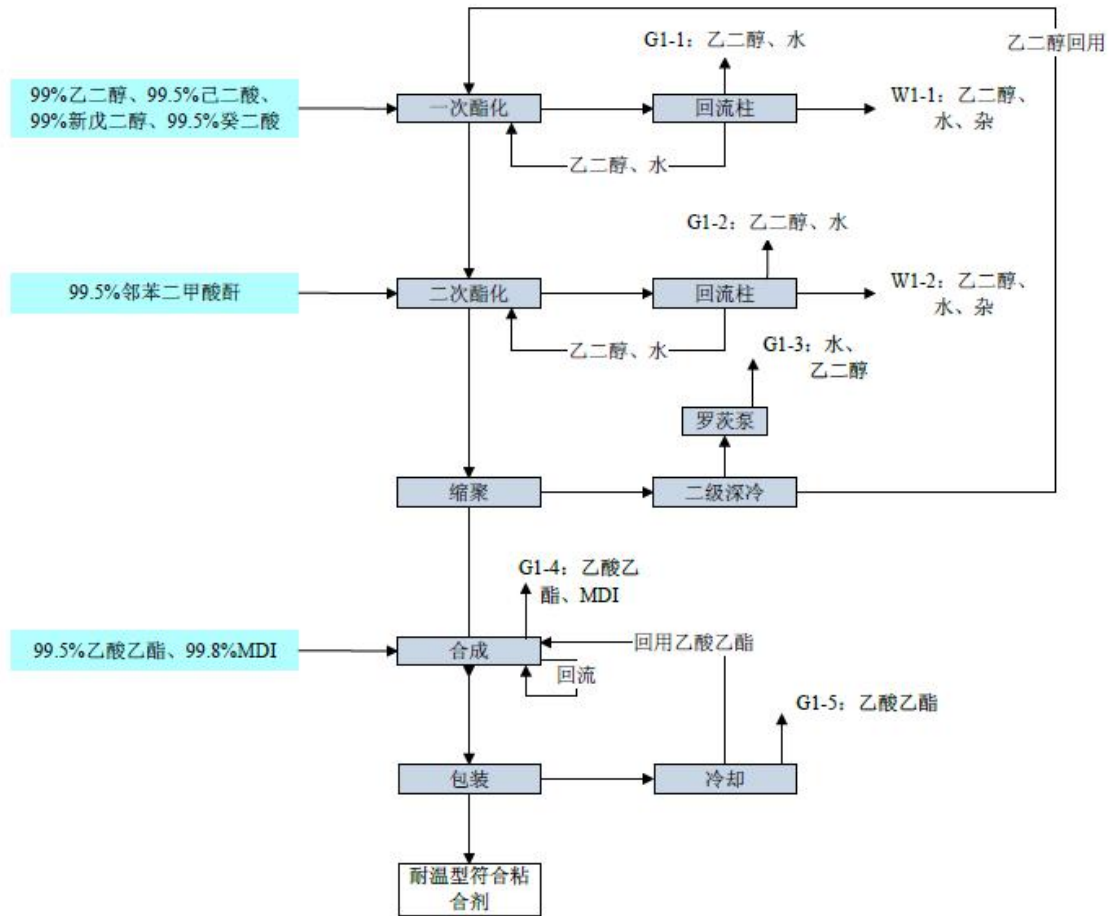 乙二醇回用
G1-1：乙二醇、水
99%乙二醇、99.5%己二酸、
99%新戊二醇、99.5%癸二酸
一次酯化
回流柱
W1-1：乙二醇、
水、杂
乙二醇、水
G1-2：乙二醇、水
99.5%邻苯二甲酸酐
二次酯化
回流柱
W1-2：乙二醇、
水、杂
乙二醇、水
G1-3：水、
乙二醇
罗茨泵
缩聚
二级深冷
G1-4：乙酸乙
酯、MDI
99.5%乙酸乙酯、99.8%MDI
合成
回用乙酸乙酯
回流
G1-5：乙酸乙酯
包装
冷却
耐温型符合粘
合剂